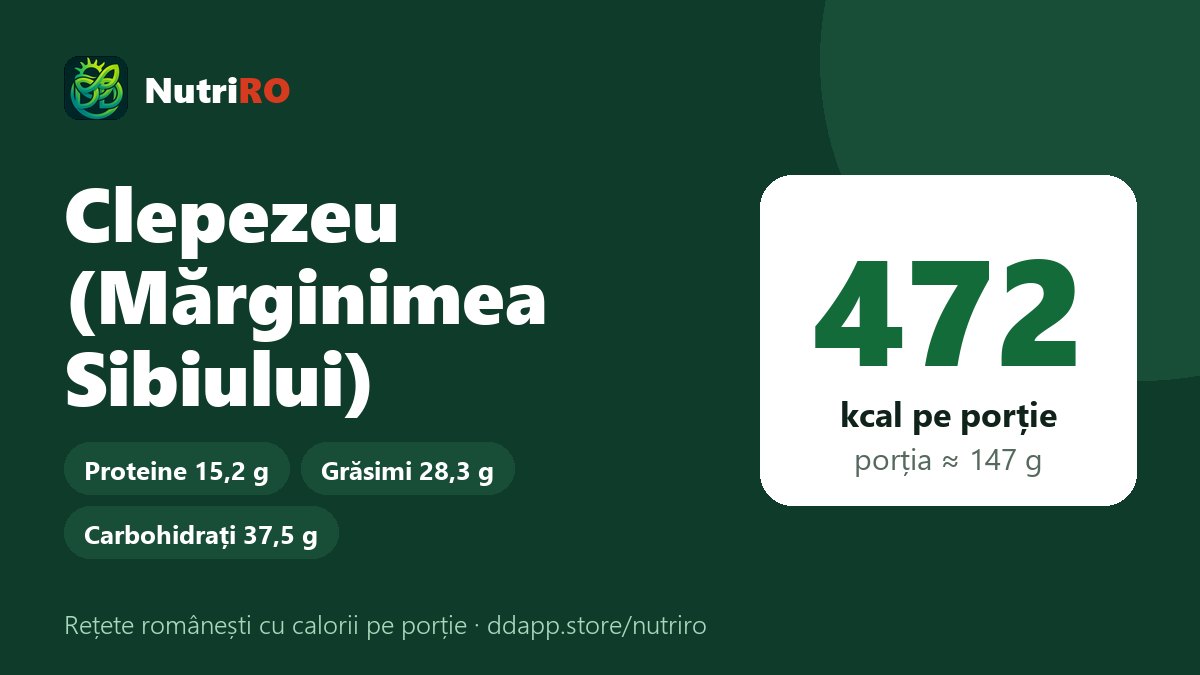 NutriRO
Clepezeu
(Mărginimea
Sibiului)
Proteine 15,2 g
Grăsimi 28,3 g
Carbohidrați 37,5 g
472
kcal pe porție
porția ≈ 147 g
Rețete românești cu calorii pe porție · ddapp.store/nutriro